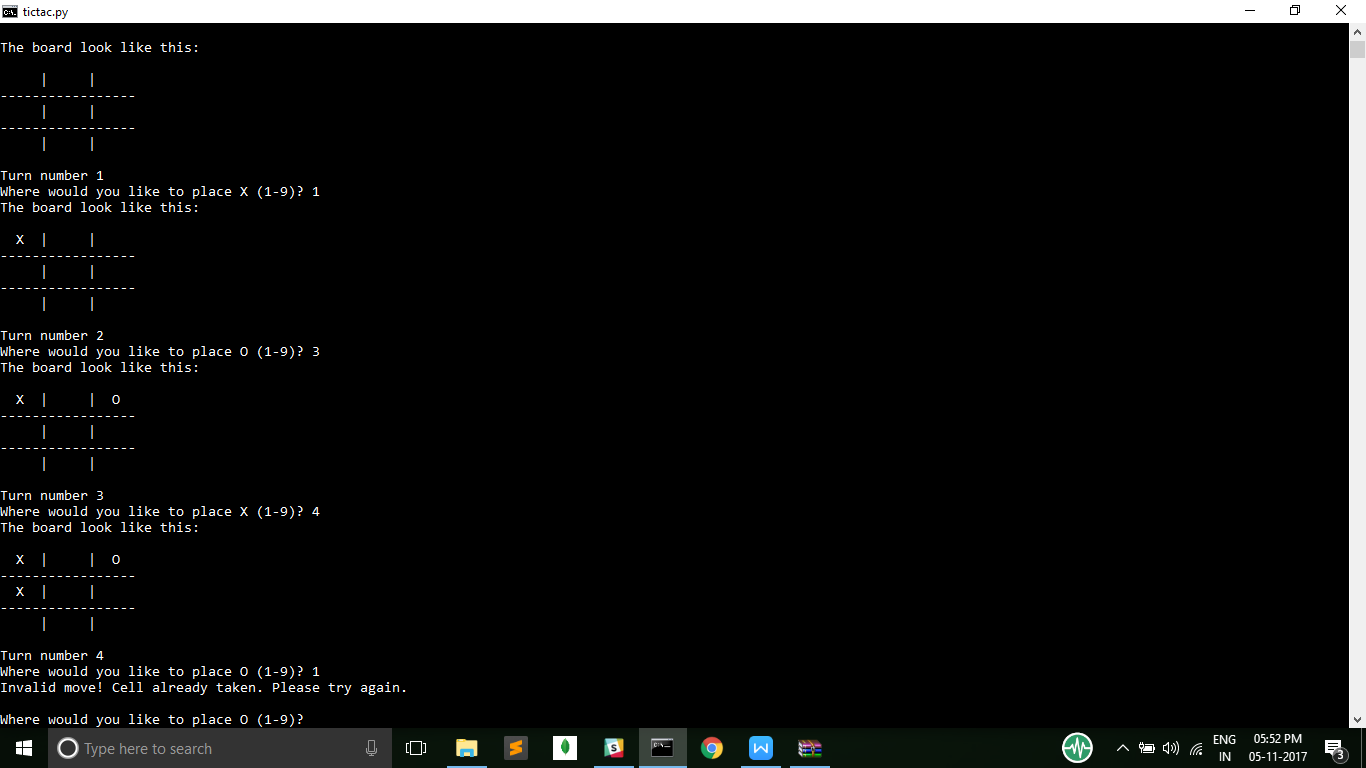 tictac.py
The board look like this:
     |     |
-----------------
     |     |
-----------------
     |     |
Turn number 1
Where would you like to place X (1-9)? 1
The board look like this:
  X  |     |
-----------------
     |     |
-----------------
     |     |
Turn number 2
Where would you like to place O (1-9)? 3
The board look like this:
  X  |     |  O
-----------------
     |     |
-----------------
     |     |
Turn number 3
Where would you like to place X (1-9)? 4
The board look like this:
  X  |     |  O
-----------------
  X  |     |
-----------------
     |     |
Turn number 4
Where would you like to place O (1-9)? 1
Invalid move! Cell already taken. Please try again.
Where would you like to place O (1-9)?
Type here to search
ENG
IN
05:52 PM
05-11-2017
3